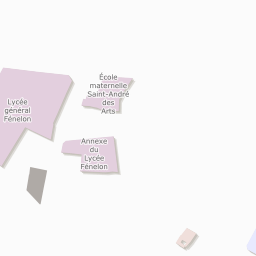 École
maternelle
Saint-André
des
Arts
Lycée
général
Fénelon
Annexe
du
Lycée
Fénelon